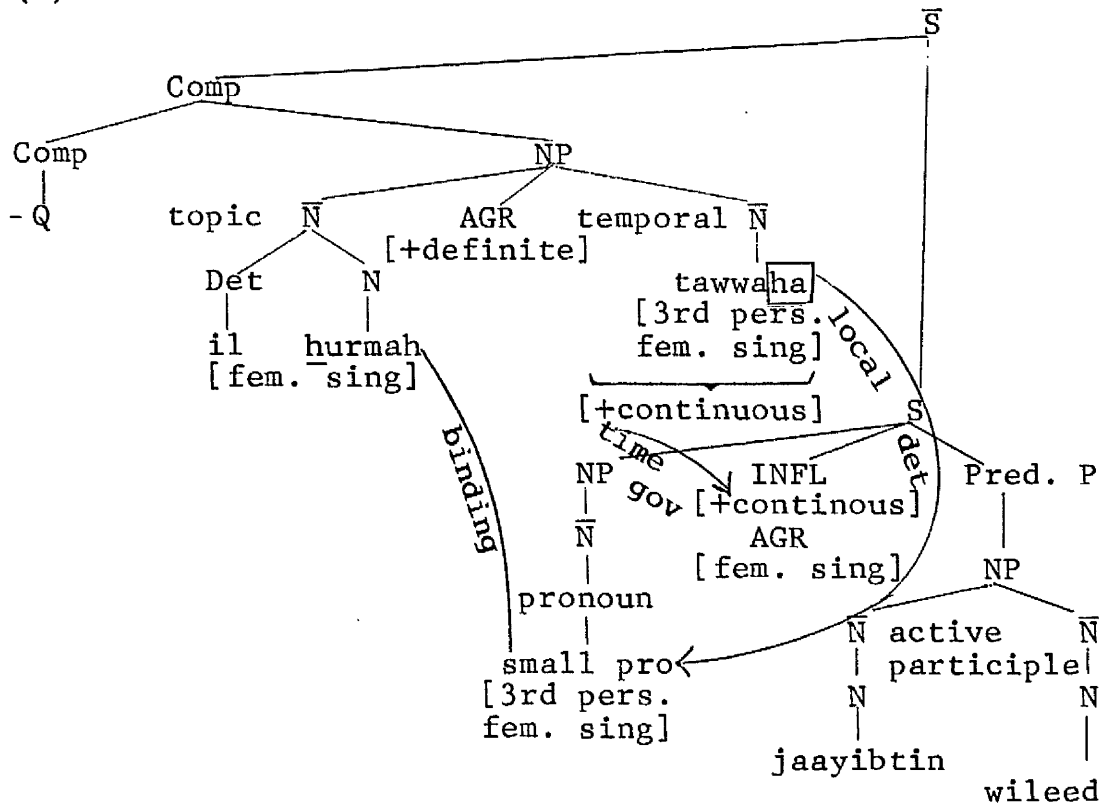 S̅
Comp
Comp NP
-Q topic N̅ AGR temporal N̅
[+definite]
Det N tawwaha
[3rd pers.
fem. sing]
il ẖurmah
[fem. sing]
local
[+continuous] S
time
gov
det
binding
NP INFL Pred. P
[+continous]
N̅ AGR
[fem. sing] NP
pronoun
N̅ active N̅
participle
small pro N N
[3rd pers.
fem. sing]
jaayibtin
wileed